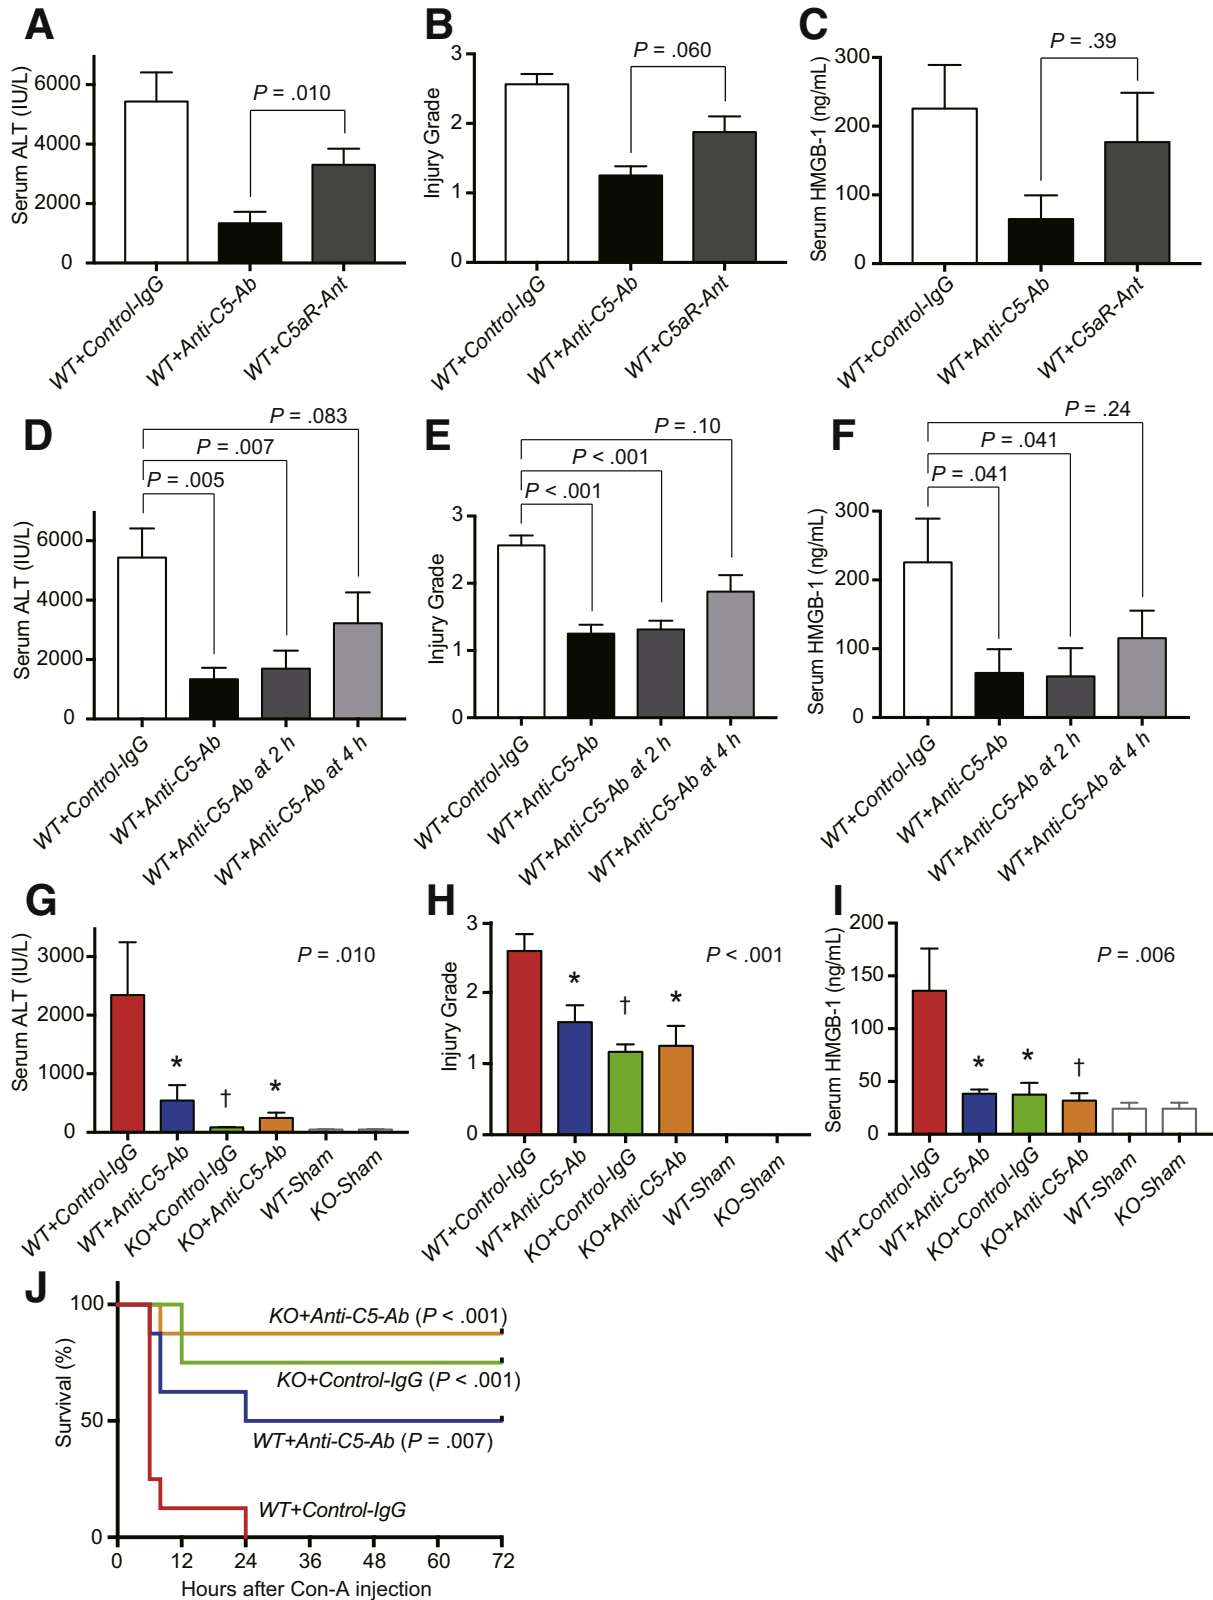 A
Serum ALT (IU/L)
6000
4000
2000
0
P = .010
WT+Control-IgG
WT+Anti-C5-Ab
WT+C5aR-Ant
B
Injury Grade
3
2
1
0
P = .060
WT+Control-IgG
WT+Anti-C5-Ab
WT+C5aR-Ant
C
Serum HMGB-1 (ng/mL)
300
200
100
0
P = .39
WT+Control-IgG
WT+Anti-C5-Ab
WT+C5aR-Ant
D
Serum ALT (IU/L)
6000
4000
2000
0
P = .083
P = .007
P = .005
WT+Control-IgG
WT+Anti-C5-Ab
WT+Anti-C5-Ab at 2 h
WT+Anti-C5-Ab at 4 h
E
Injury Grade
3
2
1
0
P = .10
P < .001
P < .001
WT+Control-IgG
WT+Anti-C5-Ab
WT+Anti-C5-Ab at 2 h
WT+Anti-C5-Ab at 4 h
F
Serum HMGB-1 (ng/mL)
300
200
100
0
P = .24
P = .041
P = .041
WT+Control-IgG
WT+Anti-C5-Ab
WT+Anti-C5-Ab at 2 h
WT+Anti-C5-Ab at 4 h
G
Serum ALT (IU/L)
3000
2000
1000
0
P = .010
*
†
*
WT+Control-IgG
WT+Anti-C5-Ab
KO+Control-IgG
KO+Anti-C5-Ab
WT-Sham
KO-Sham
H
Injury Grade
3
2
1
0
P < .001
*
†
*
WT+Control-IgG
WT+Anti-C5-Ab
KO+Control-IgG
KO+Anti-C5-Ab
WT-Sham
KO-Sham
I
Serum HMGB-1 (ng/mL)
200
150
100
50
0
P = .006
*
*
†
WT+Control-IgG
WT+Anti-C5-Ab
KO+Control-IgG
KO+Anti-C5-Ab
WT-Sham
KO-Sham
J
Survival (%)
100
50
0
KO+Anti-C5-Ab (P < .001)
KO+Control-IgG (P < .001)
WT+Anti-C5-Ab (P = .007)
WT+Control-IgG
0 12 24 36 48 60 72
Hours after Con-A injection